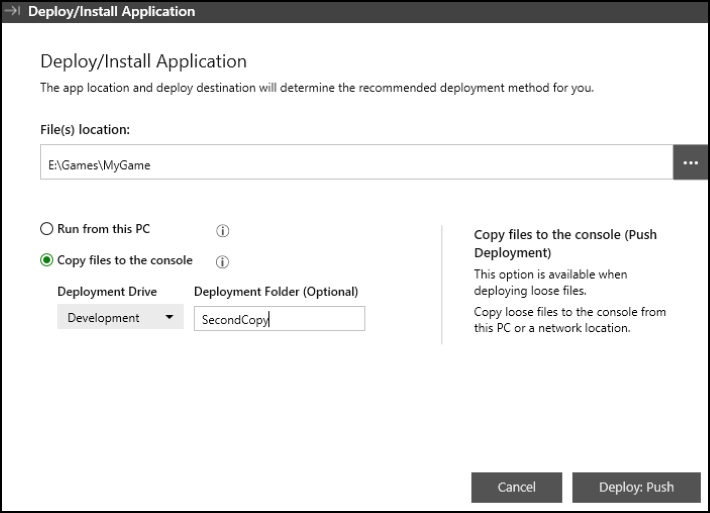 Deploy/Install Application
Deploy/Install Application
The app location and deploy destination will determine the recommended deployment method for you.
File(s) location:
E:\Games\MyGame
...
Run from this PC
Copy files to the console
Deployment Drive
Deployment Folder (Optional)
Development
SecondCopy
Copy files to the console (Push
Deployment)
This option is available when
deploying loose files.
Copy loose files to the console from
this PC or a network location.
Cancel
Deploy: Push